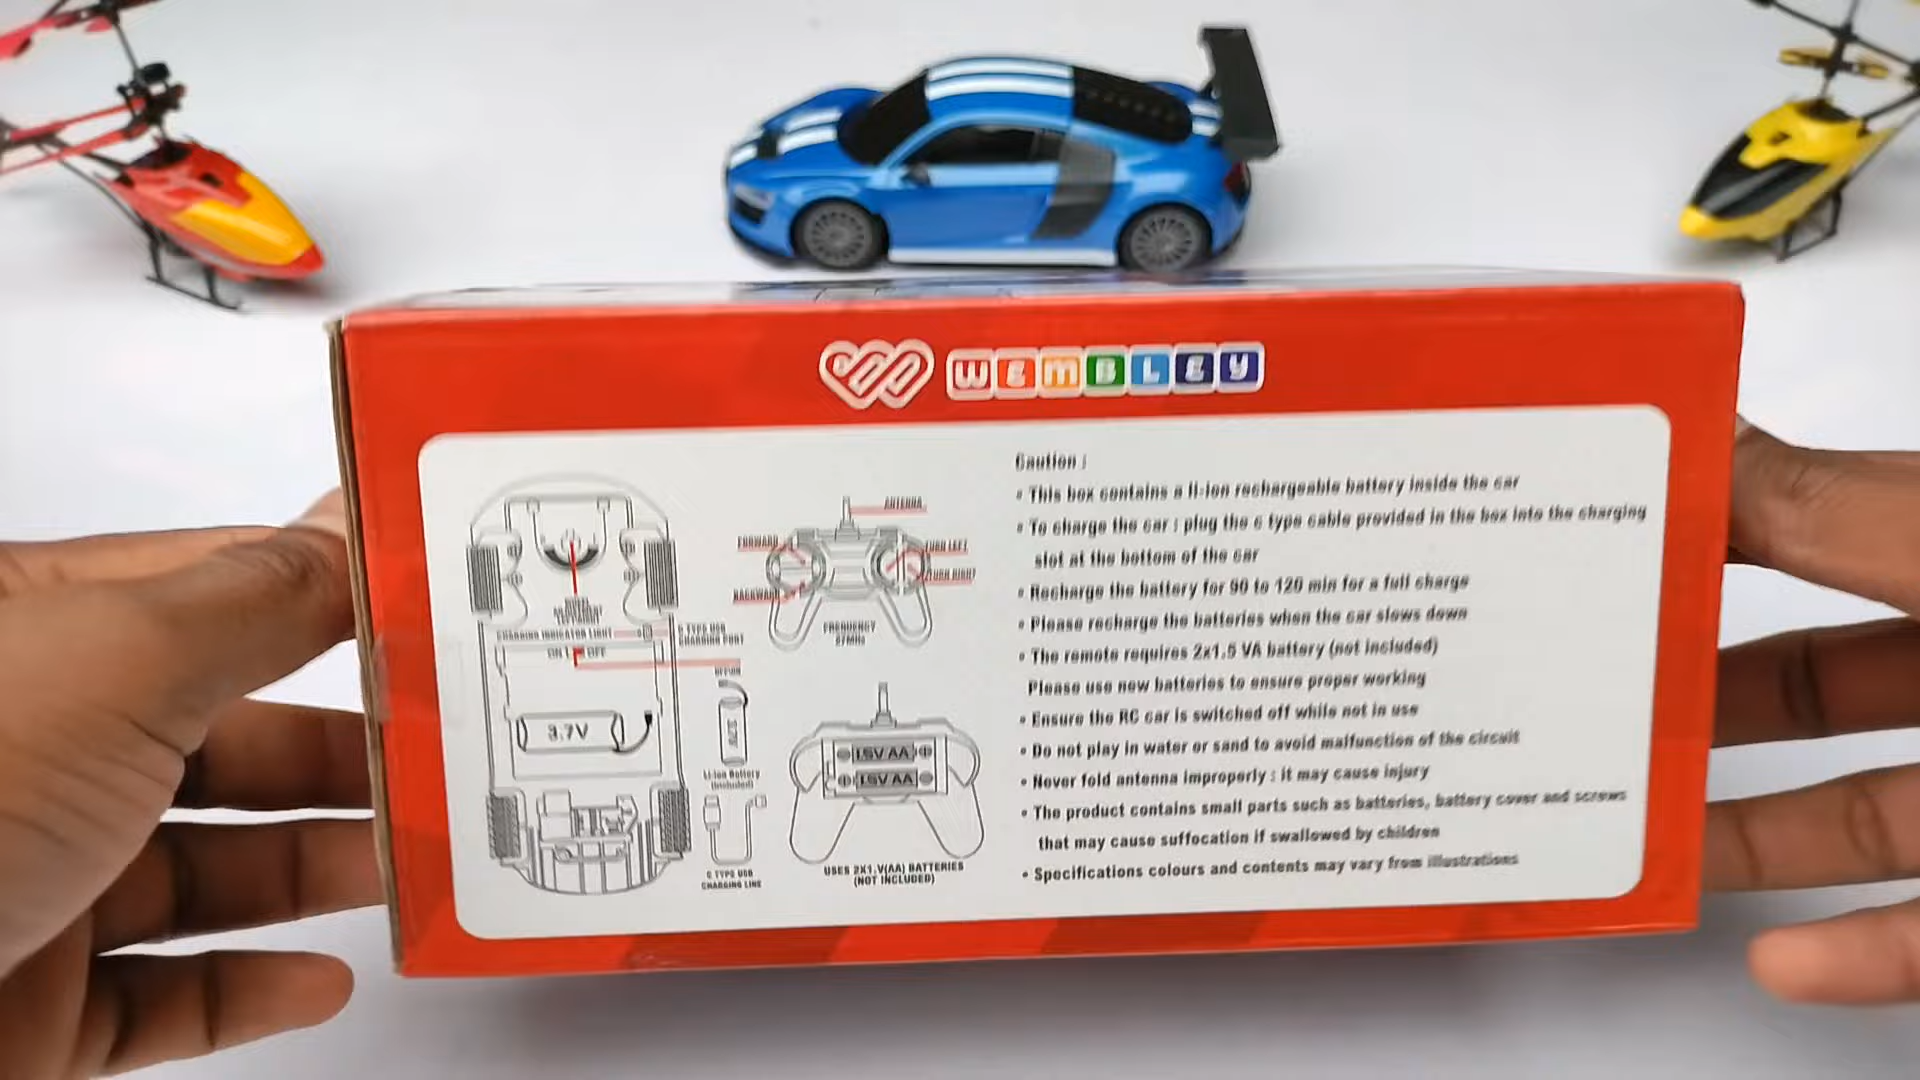 WEMBLEY
Caution :
• This box contains a li-ion rechargeable battery inside the car
• To charge the car : plug the c type cable provided in the box into the charging
slot at the bottom of the car
• Recharge the battery for 90 to 120 min for a full charge
• Please recharge the batteries when the car slows down
• The remote requires 2x1.5 VA battery (not included)
Please use new batteries to ensure proper working
• Ensure the RC car is switched off while not in use
• Do not play in water or sand to avoid malfunction of the circuit
• Never fold antenna improperly : it may cause injury
• The product contains small parts such as batteries, battery cover and screws
that may cause suffocation if swallowed by children
• Specifications colours and contents may vary from illustrations
ANTENNA
FORWARD
TURN LEFT
TURN RIGHT
BACKWARD
FREQUENCY
27MHz
CHARGING INDICATOR LIGHT
C TYPE USB
CHARGING PORT
ON OFF
3.7V
3.7V
Li-ion Battery
(Included)
C TYPE USB
CHARGING LINE
1.5V AA
1.5V AA
USES 2X1.V(AA) BATTERIES
(NOT INCLUDED)